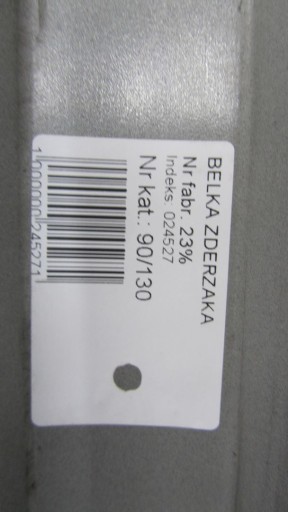 BELKA ZDERZAKA
Nr fabr. 23%
Indeks: 024527
Nr kat.: 90/130
1000000245271